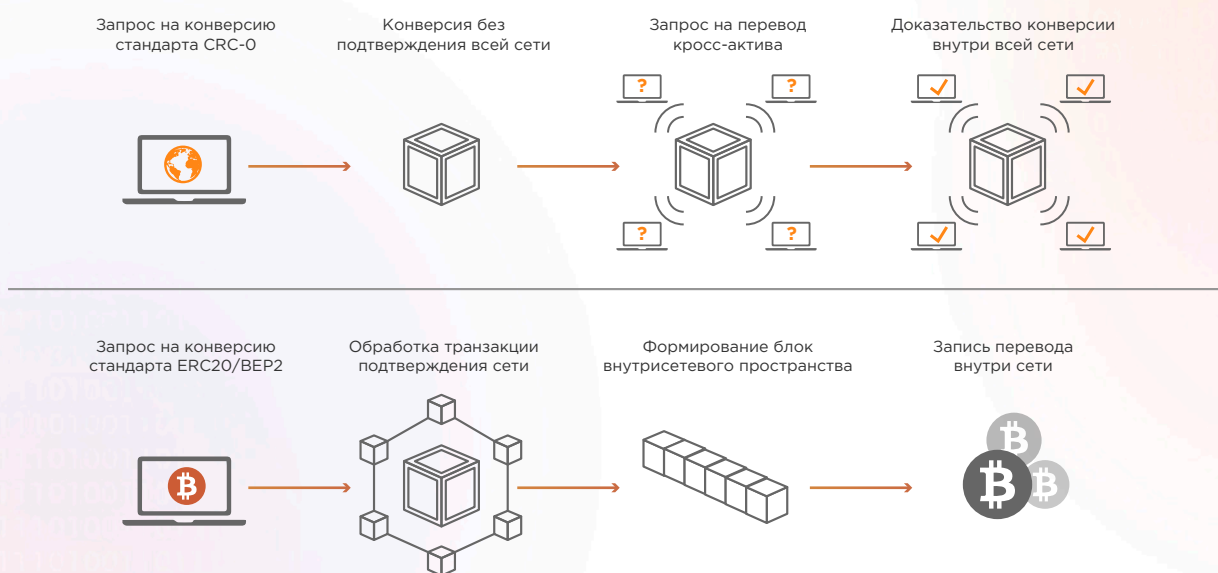 Запрос на конверсию
стандарта CRC-0
Конверсия без
подтверждения всей сети
Запрос на перевод
кросс-актива
Доказательство конверсии
внутри всей сети
? ?
? ?
Запрос на конверсию
стандарта ERC20/BEP2
Обработка транзакции
подтверждения сети
Формирование блок
внутрисетевого пространства
Запись перевода
внутри сети